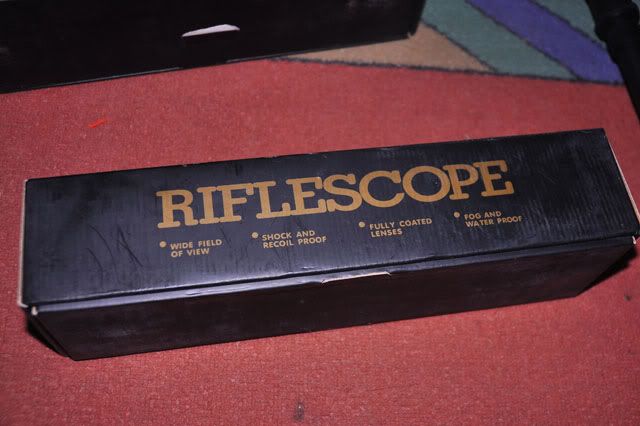 RIFLESCOPE
WIDE FIELD
OF VIEW
SHOCK AND
RECOIL PROOF
FULLY COATED
LENSES
FOG AND
WATER PROOF